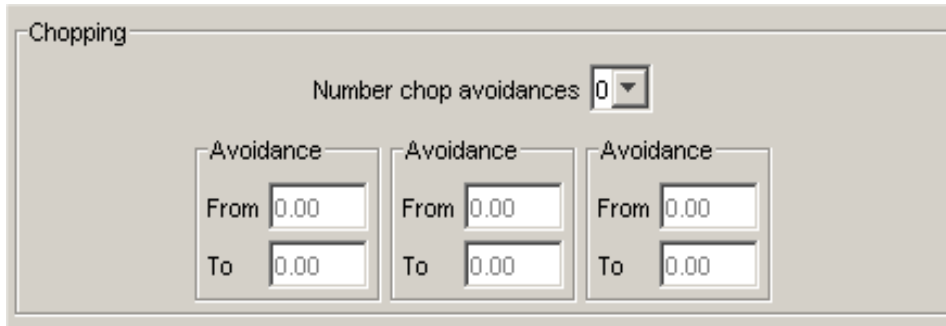 Chopping
Number chop avoidances 0
Avoidance Avoidance Avoidance
From 0.00 From 0.00 From 0.00
To 0.00 To 0.00 To 0.00